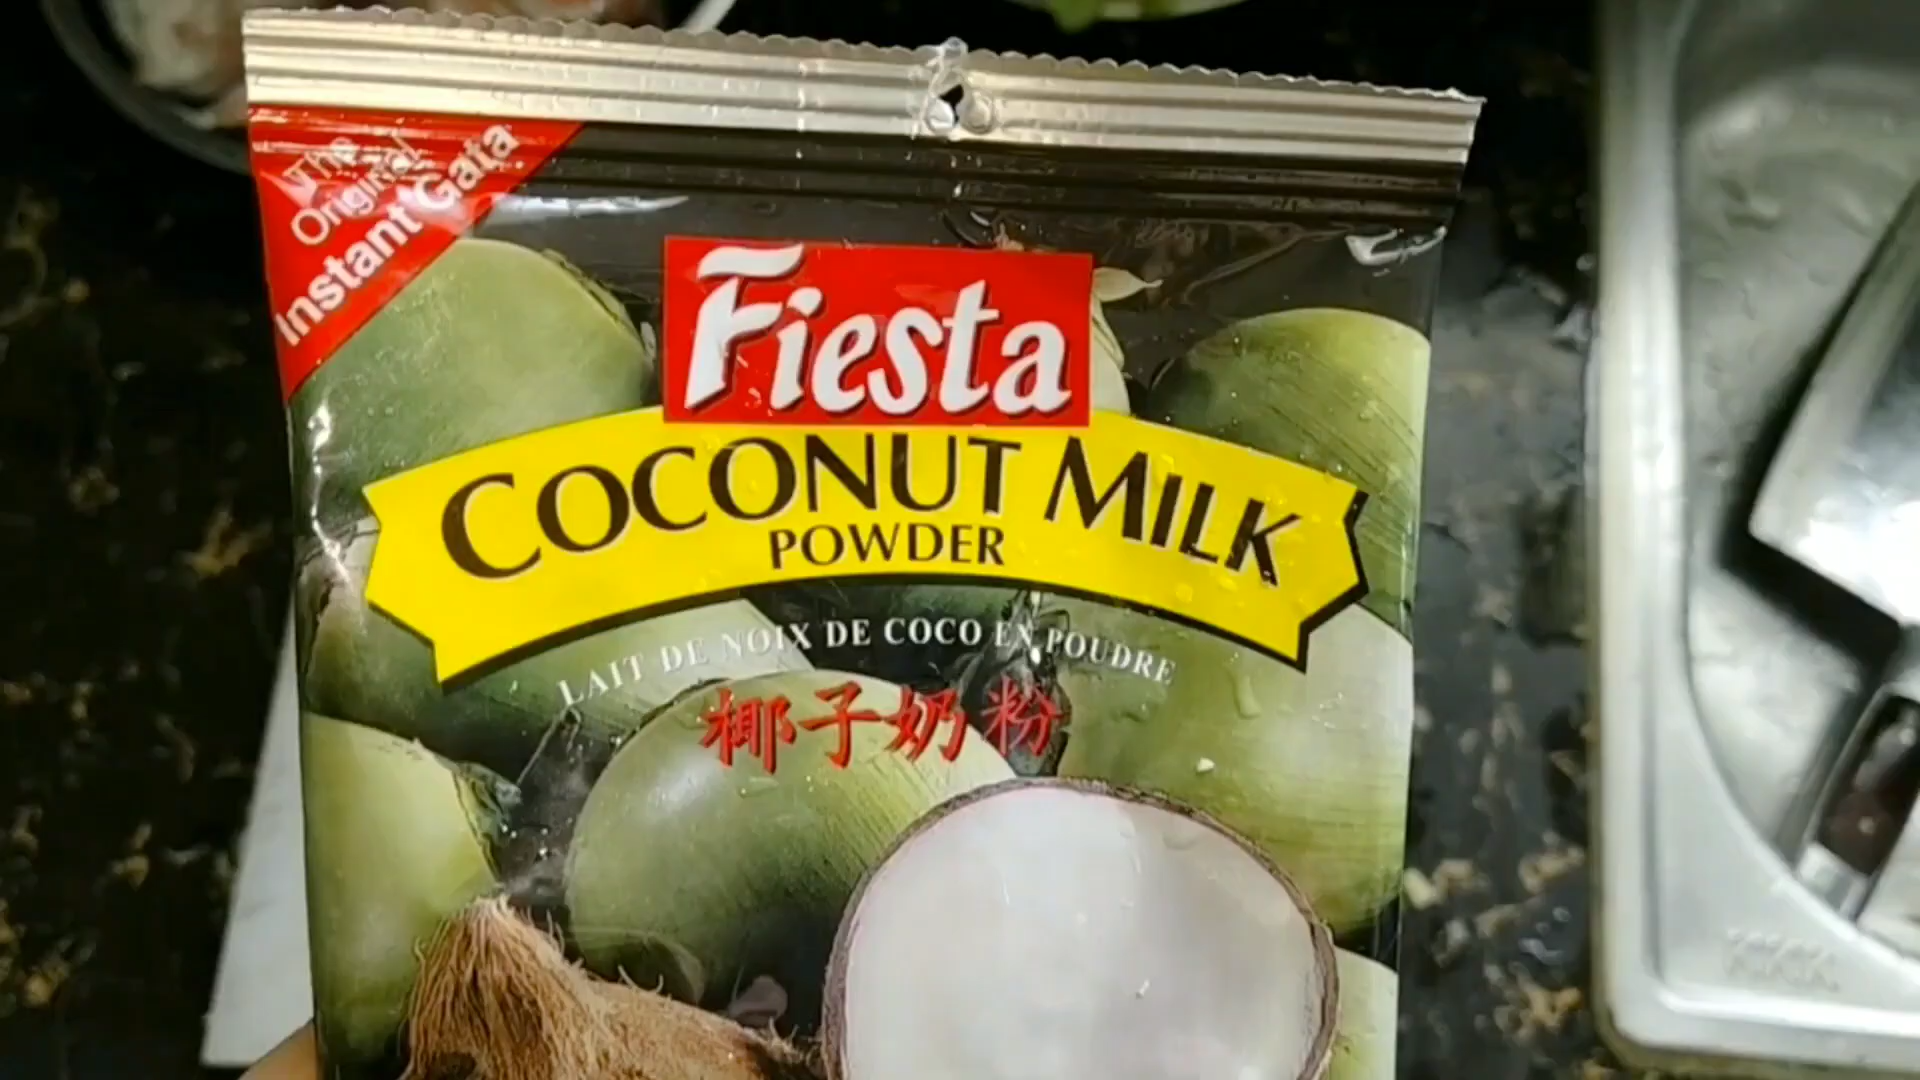 The
Original
Instant Gata
Fiesta
COCONUT MILK
POWDER
LAIT DE NOIX DE COCO EN POUDRE
椰子奶粉